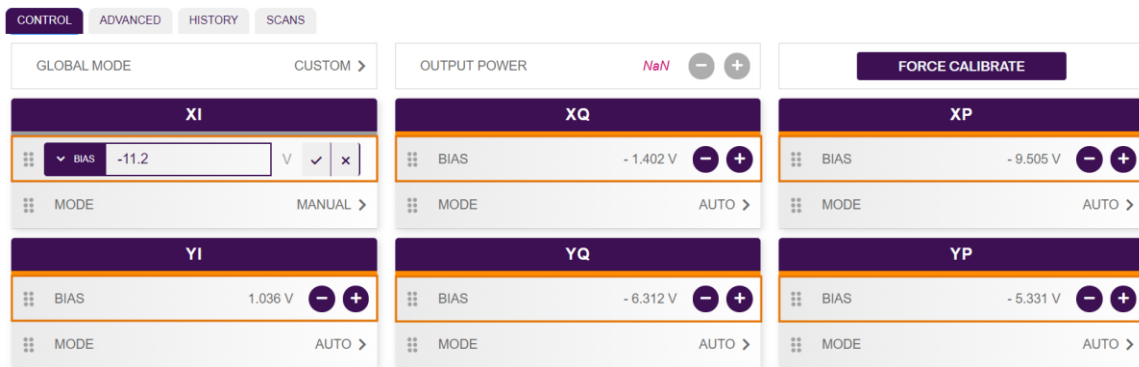 CONTROL ADVANCED HISTORY SCANS
GLOBAL MODE CUSTOM
OUTPUT POWER NaN
FORCE CALIBRATE
XI
BIAS -11.2 V
MODE MANUAL
XQ
BIAS - 1.402 V
MODE AUTO
XP
BIAS - 9.505 V
MODE AUTO
YI
BIAS 1.036 V
MODE AUTO
YQ
BIAS - 6.312 V
MODE AUTO
YP
BIAS - 5.331 V
MODE AUTO